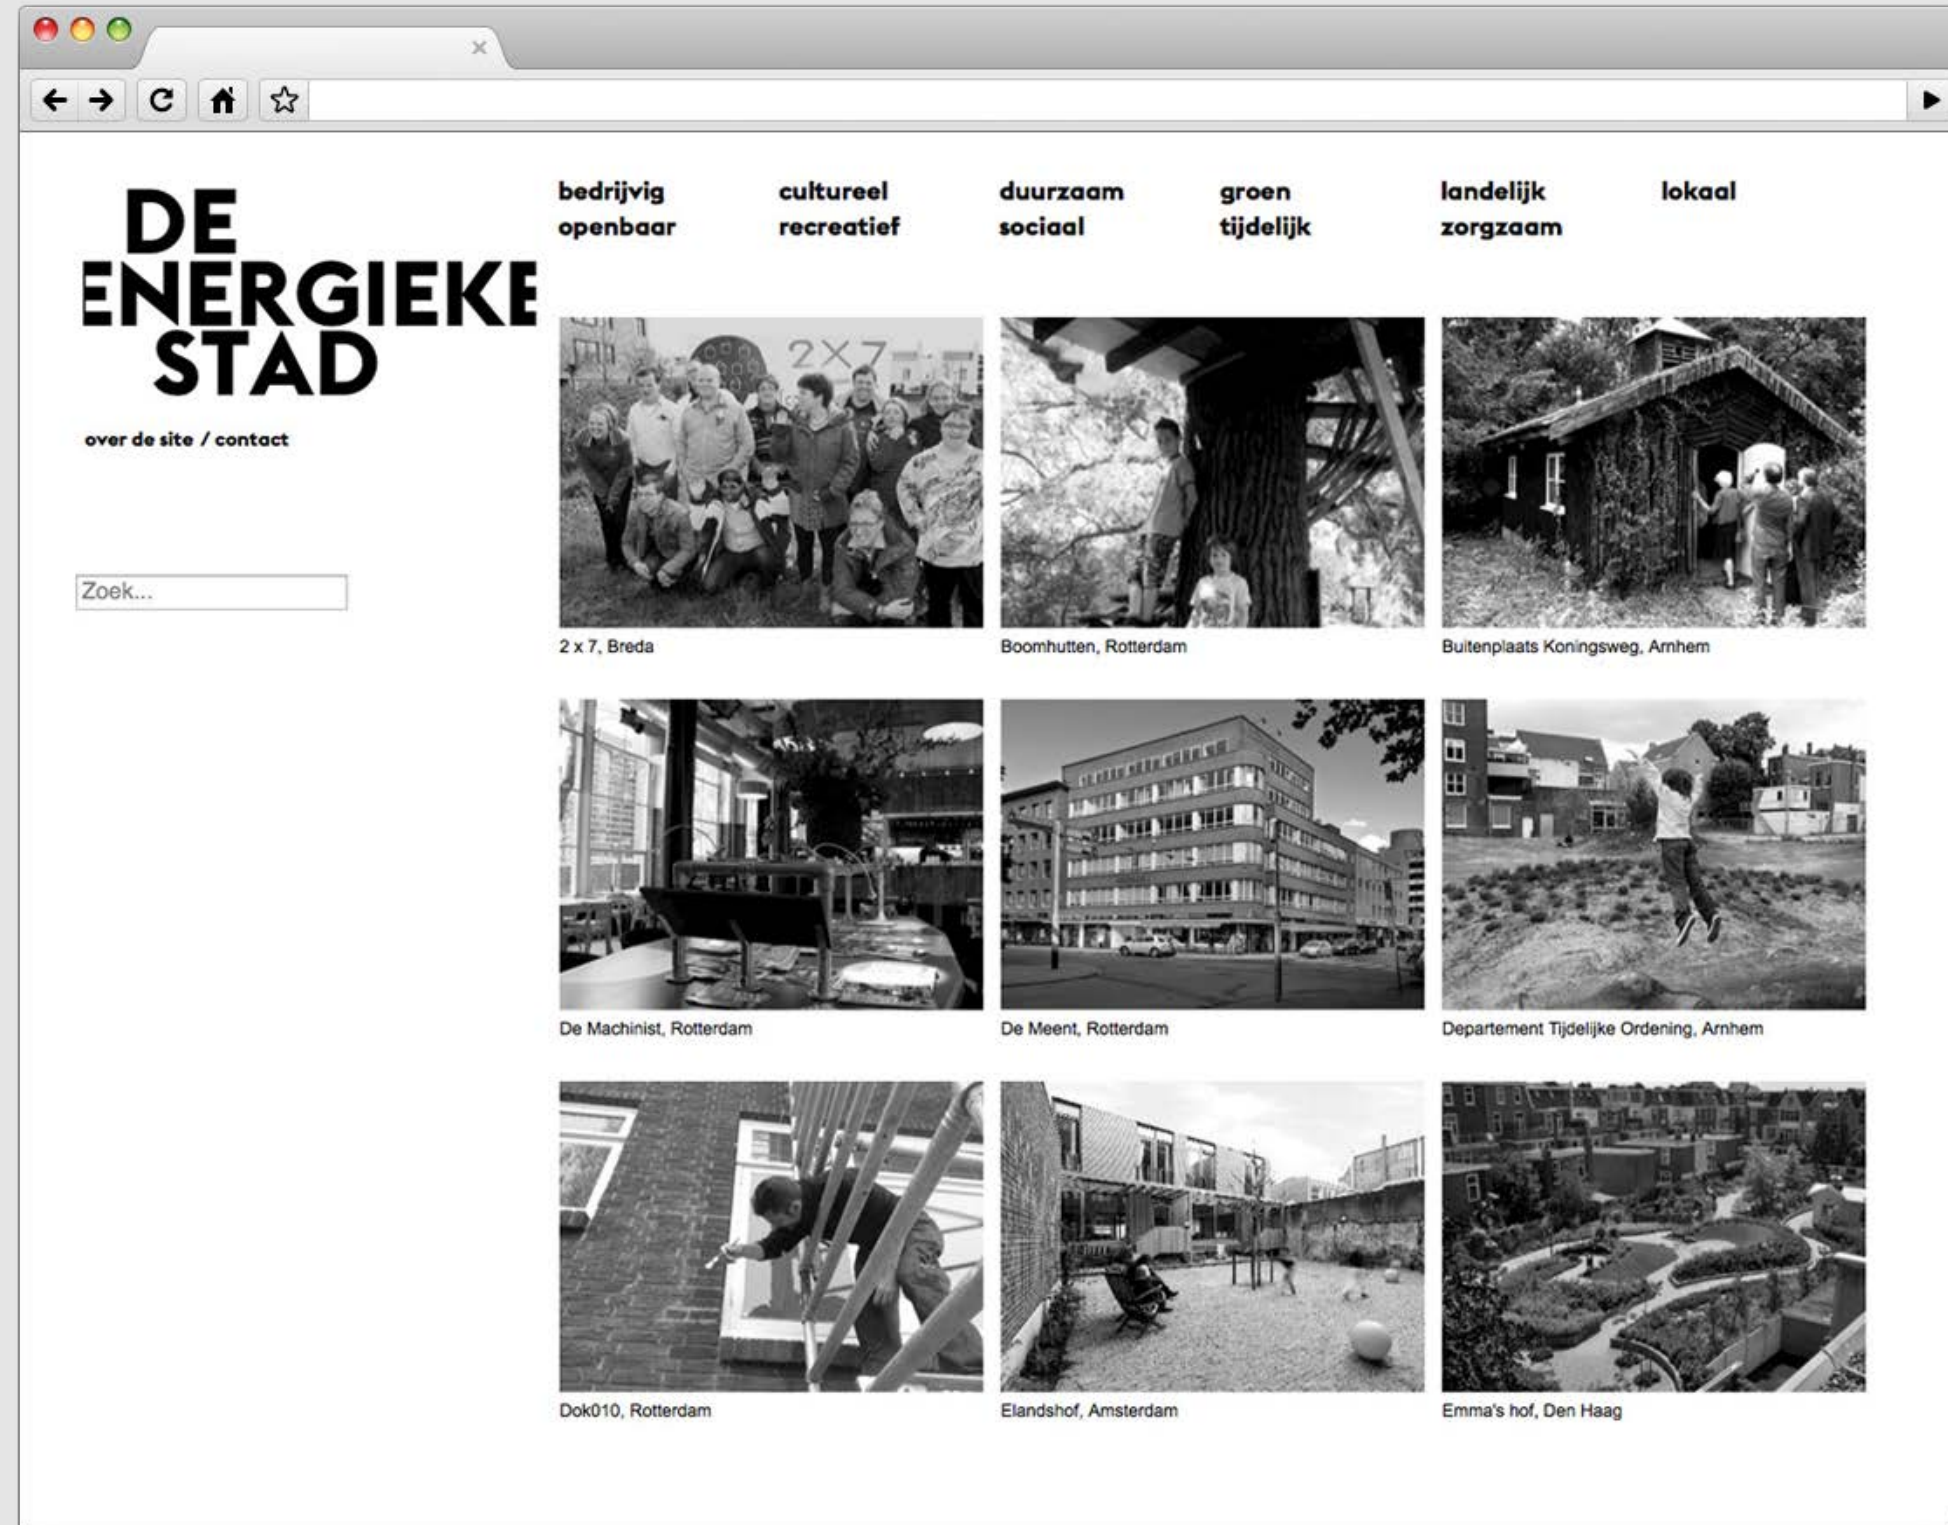 DE
ENERGIEKE
STAD
over de site / contact
Zoek...
bedrijvig cultureel duurzaam groen landelijk lokaal
openbaar recreatief sociaal tijdelijk zorgzaam
2X7
2 x 7, Breda
Boomhutten, Rotterdam
Buitenplaats Koningsweg, Arnhem
De Machinist, Rotterdam
De Meent, Rotterdam
Departement Tijdelijke Ordening, Arnhem
Dok010, Rotterdam
Elandshof, Amsterdam
Emma's hof, Den Haag